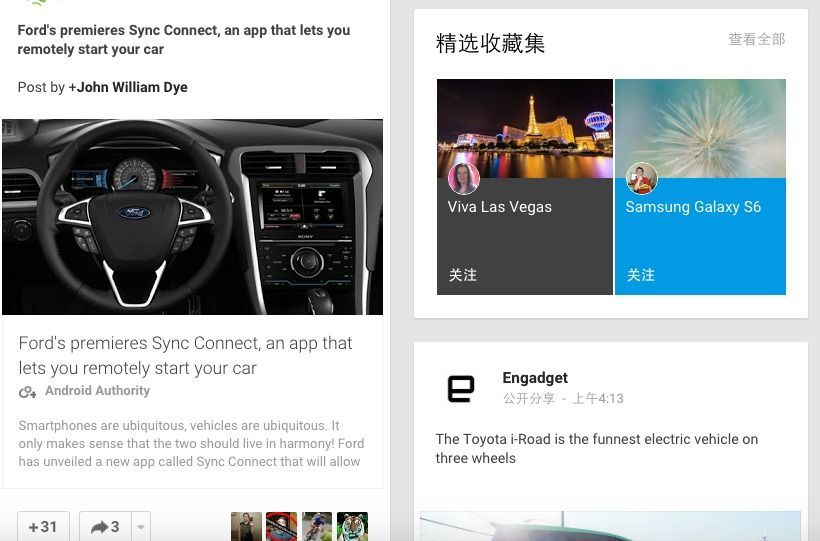 Ford's premieres Sync Connect, an app that lets you
remotely start your car
Post by +John William Dye
Ford
SONY
Ford's premieres Sync Connect, an app that
lets you remotely start your car
Android Authority
Smartphones are ubiquitous, vehicles are ubiquitous. It
only makes sense that the two should live in harmony! Ford
has unveiled a new app called Sync Connect that will allow
+31
3
精选收藏集
查看全部
Viva Las Vegas
关注
Samsung Galaxy S6
关注
Engadget
公开分享 - 上午4:13
The Toyota i-Road is the funnest electric vehicle on
three wheels